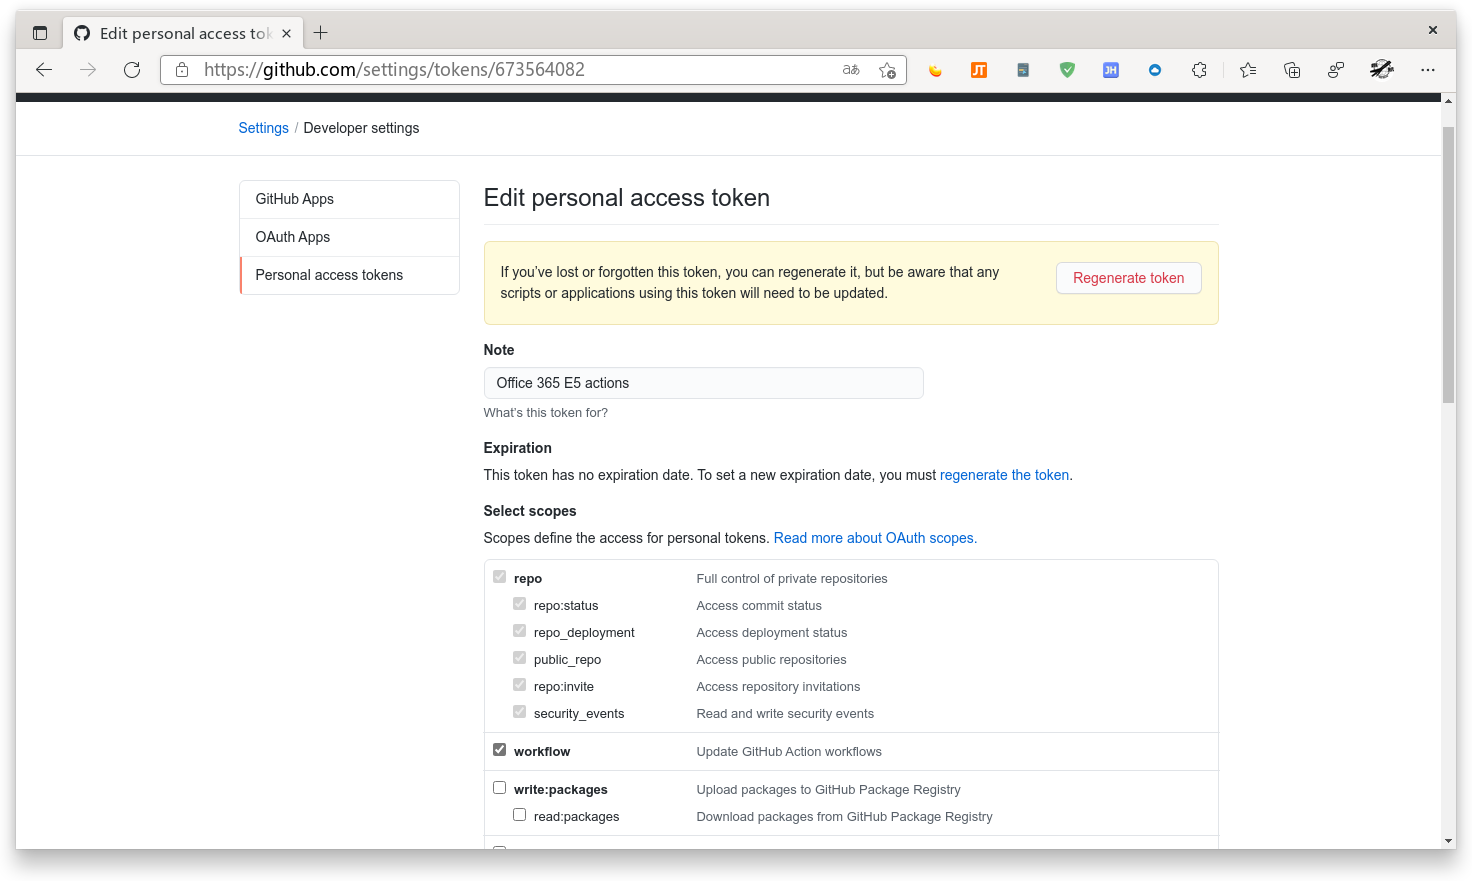 Edit personal access tok
https://github.com/settings/tokens/673564082
aあ
JT
JH
Settings / Developer settings
GitHub Apps
OAuth Apps
Personal access tokens
Edit personal access token
If you've lost or forgotten this token, you can regenerate it, but be aware that any
scripts or applications using this token will need to be updated.
Regenerate token
Note
Office 365 E5 actions
What's this token for?
Expiration
This token has no expiration date. To set a new expiration date, you must regenerate the token.
Select scopes
Scopes define the access for personal tokens. Read more about OAuth scopes.
repo Full control of private repositories
repo:status Access commit status
repo_deployment Access deployment status
public_repo Access public repositories
repo:invite Access repository invitations
security_events Read and write security events
workflow Update GitHub Action workflows
write:packages Upload packages to GitHub Package Registry
read:packages Download packages from GitHub Package Registry